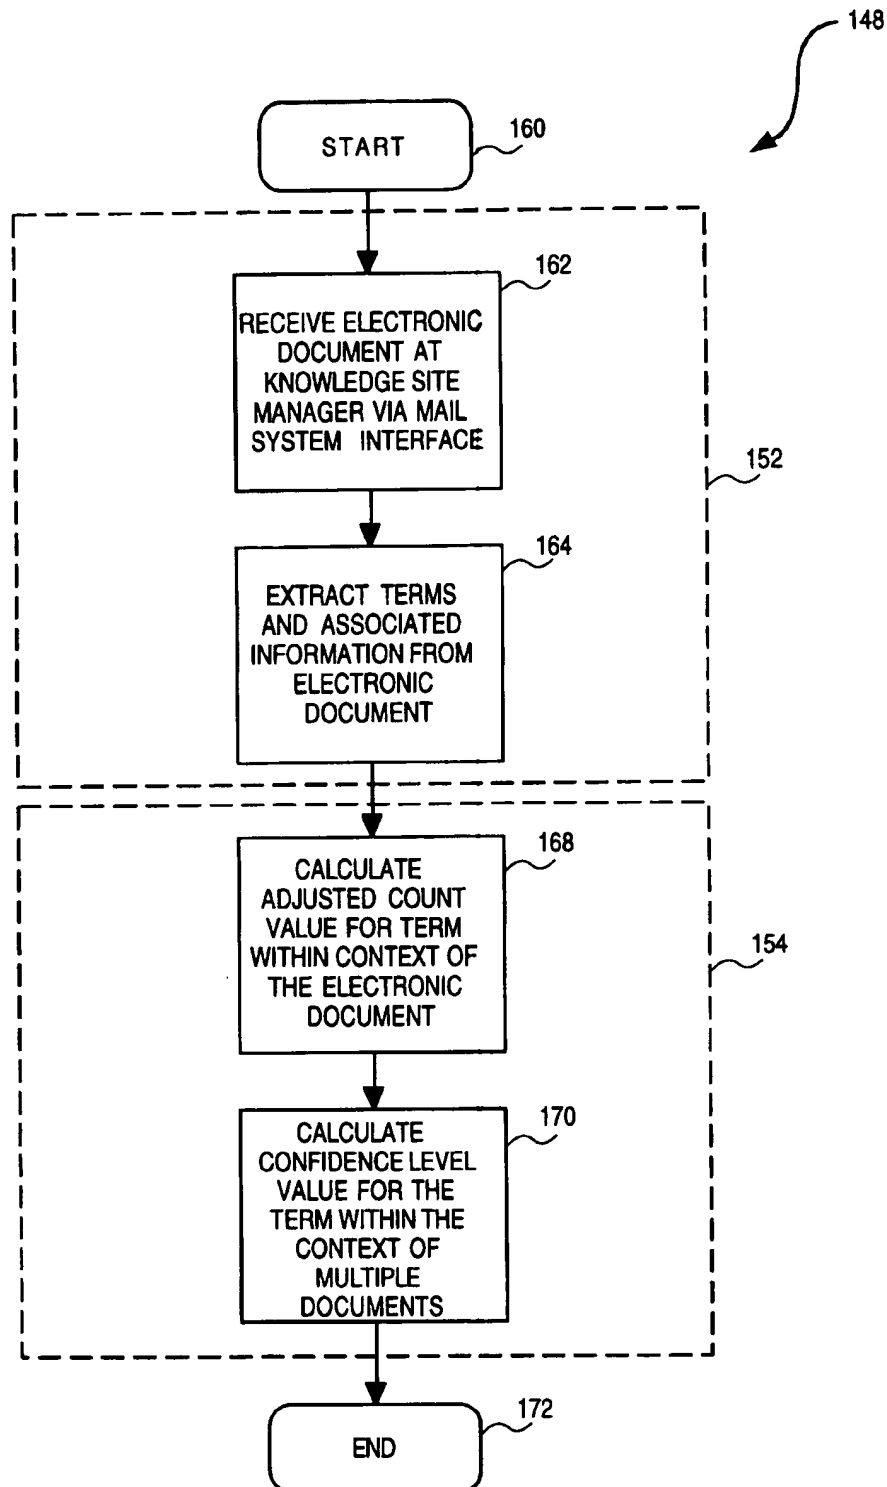 148
START
160
162
RECEIVE ELECTRONIC
DOCUMENT AT
KNOWLEDGE SITE
MANAGER VIA MAIL
SYSTEM INTERFACE
152
164
EXTRACT TERMS
AND ASSOCIATED
INFORMATION FROM
ELECTRONIC
DOCUMENT
168
CALCULATE
ADJUSTED COUNT
VALUE FOR TERM
WITHIN CONTEXT OF
THE ELECTRONIC
DOCUMENT
154
170
CALCULATE
CONFIDENCE LEVEL
VALUE FOR THE
TERM WITHIN THE
CONTEXT OF
MULTIPLE
DOCUMENTS
172
END